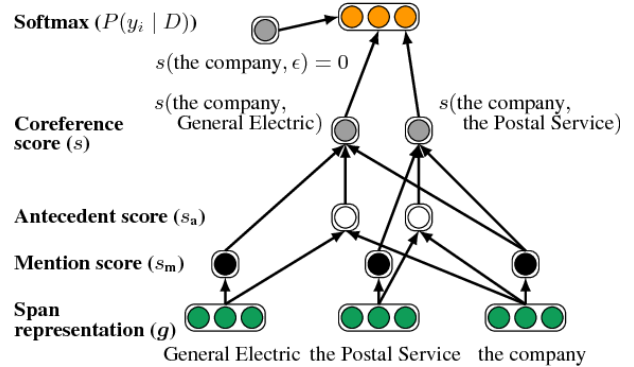 Softmax (P(y_i | D))
s(the company, ϵ) = 0
s(the company,
General Electric)
s(the company,
the Postal Service)
Coreference
score (s)
Antecedent score (s_a)
Mention score (s_m)
Span
representation (g)
General Electric the Postal Service the company